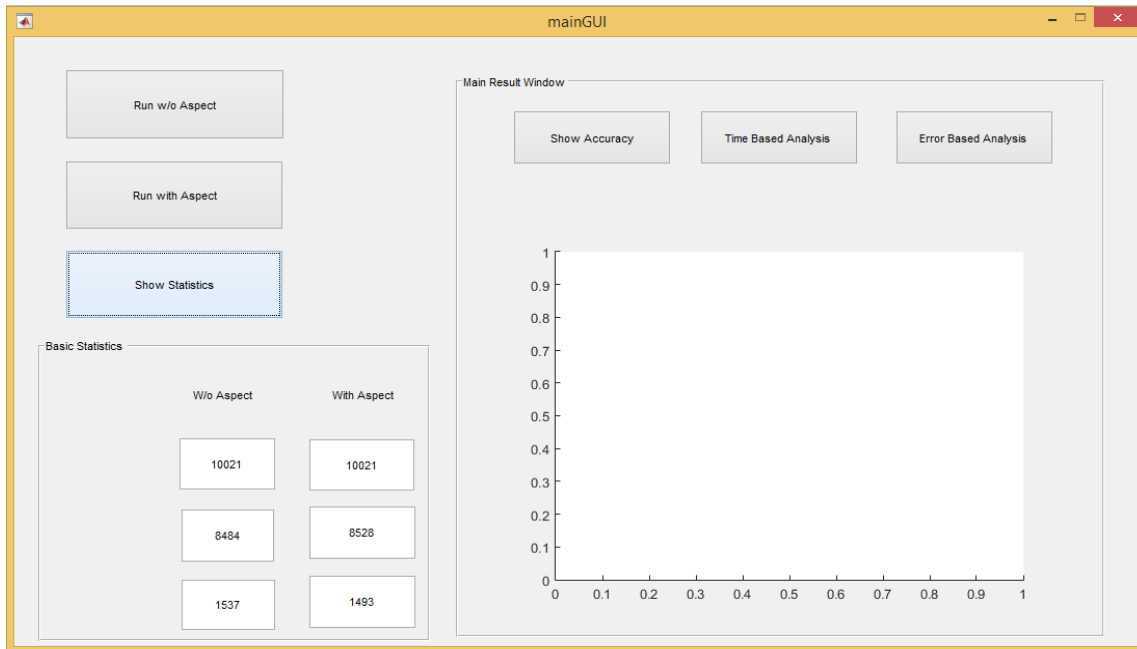 mainGUI
Run w/o Aspect
Run with Aspect
Show Statistics
Basic Statistics
W/o Aspect With Aspect
10021 10021
8484 8528
1537 1493
Main Result Window
Show Accuracy Time Based Analysis Error Based Analysis
1
0.9
0.8
0.7
0.6
0.5
0.4
0.3
0.2
0.1
0
0 0.1 0.2 0.3 0.4 0.5 0.6 0.7 0.8 0.9 1